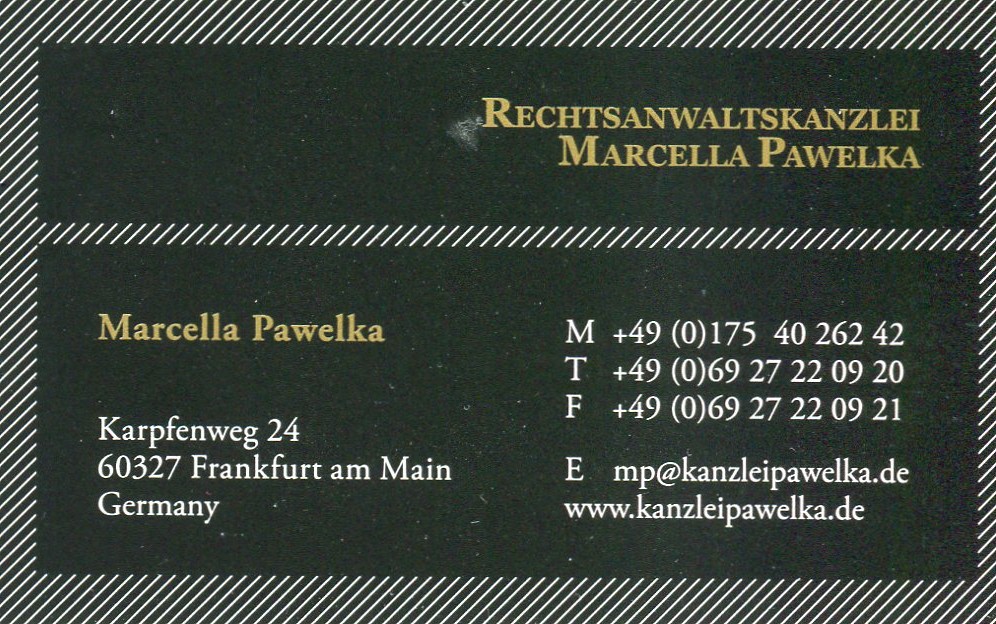 RECHTSANWALTSKANZLEI
MARCELLA PAWELKA
Marcella Pawelka
Karpfenweg 24
60327 Frankfurt am Main
Germany
M +49 (0)175 40 262 42
T +49 (0)69 27 22 09 20
F +49 (0)69 27 22 09 21
E mp@kanzleipawelka.de
www.kanzleipawelka.de